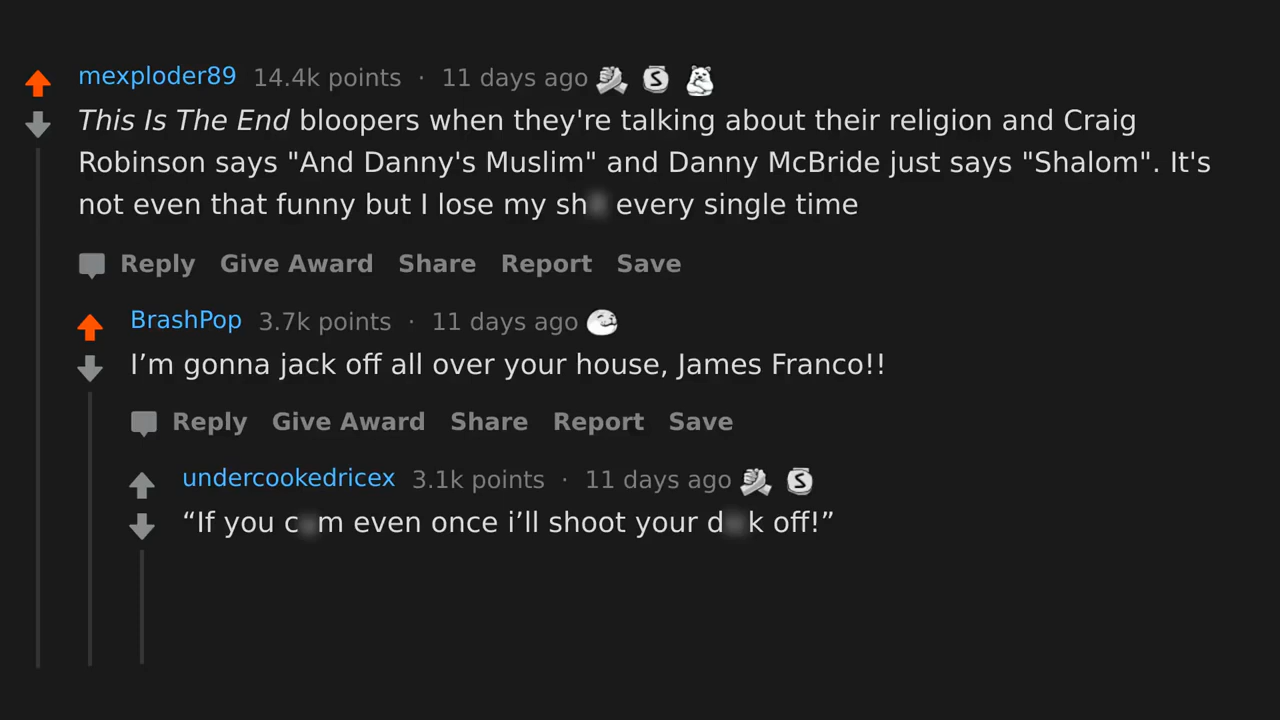 mexploder89 14.4k points · 11 days ago
This Is The End bloopers when they're talking about their religion and Craig
Robinson says "And Danny's Muslim" and Danny McBride just says "Shalom". It's
not even that funny but I lose my sh every single time
Reply Give Award Share Report Save
BrashPop 3.7k points · 11 days ago
I’m gonna jack off all over your house, James Franco!!
Reply Give Award Share Report Save
undercookedricex 3.1k points · 11 days ago
“If you c m even once i’ll shoot your d k off!”